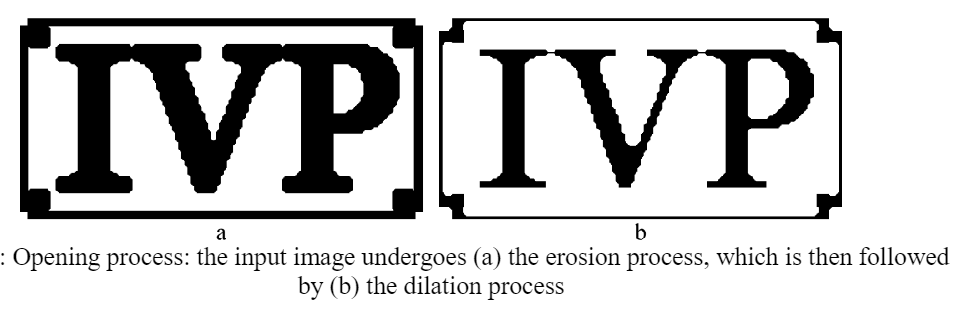 IVP IVP
a b
: Opening process: the input image undergoes (a) the erosion process, which is then followed
by (b) the dilation process